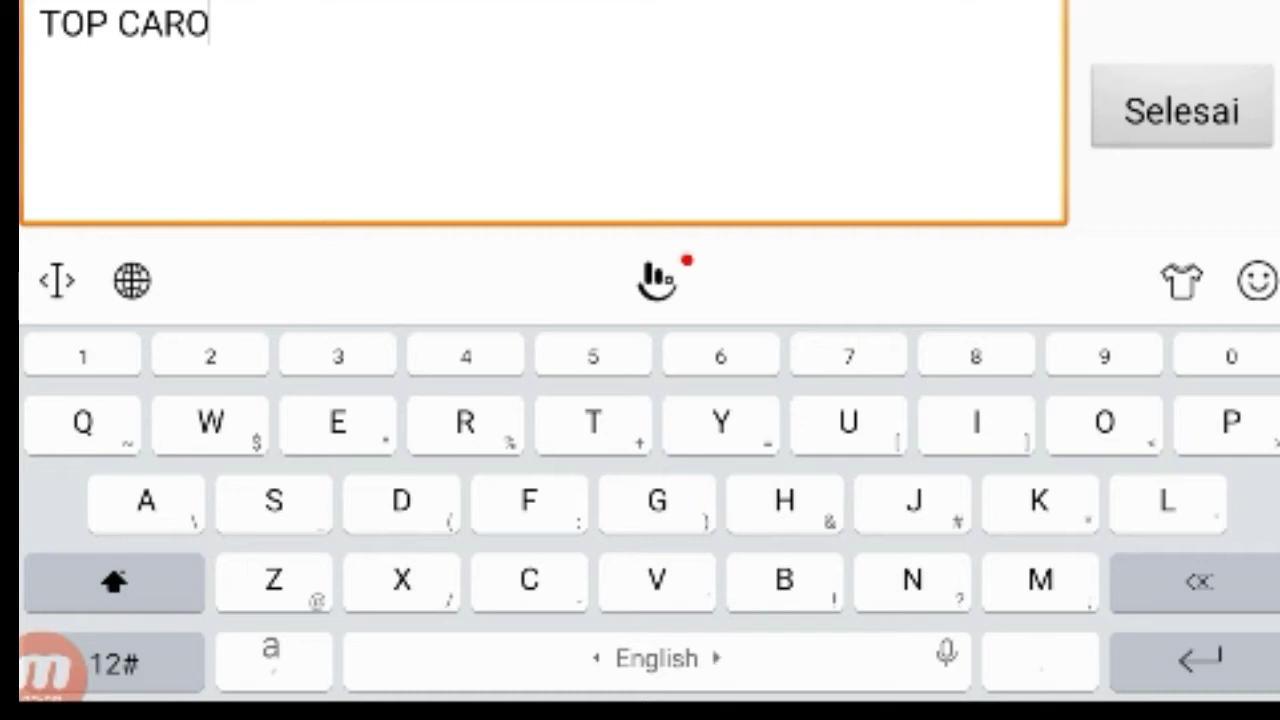 TOP CARO
Selesai
1 2 3 4 5 6 7 8 9 0
Q ~ W $ E R % T + Y = U [ I ] O < P >
A \ S _ D ( F : G ) H & J # K * L
Z @ X / C - V B ! N ? M ;
12# a , English .